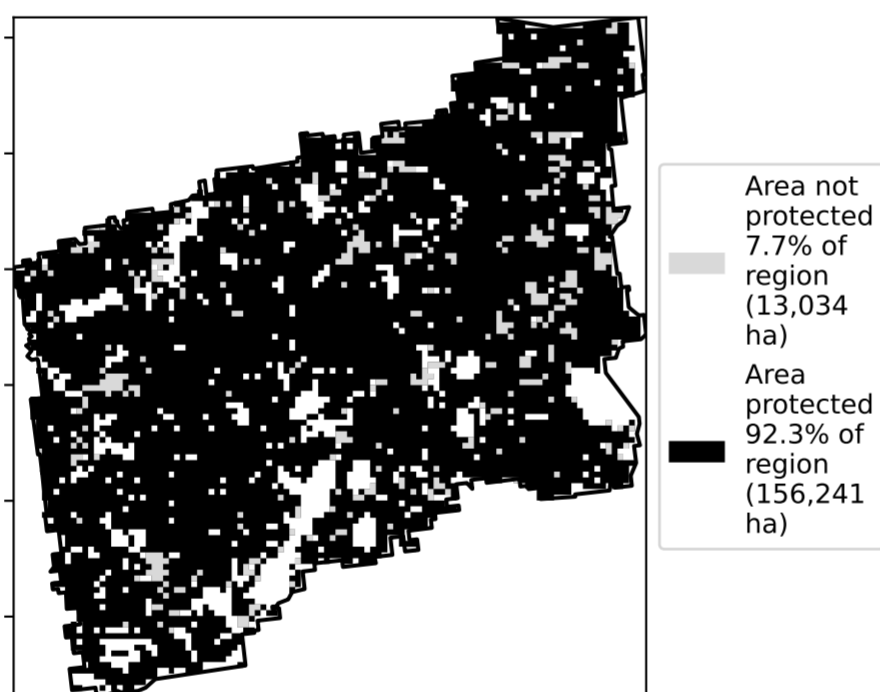 Area not
protected
7.7% of
region
(13,034
ha)
Area
protected
92.3% of
region
(156,241
ha)